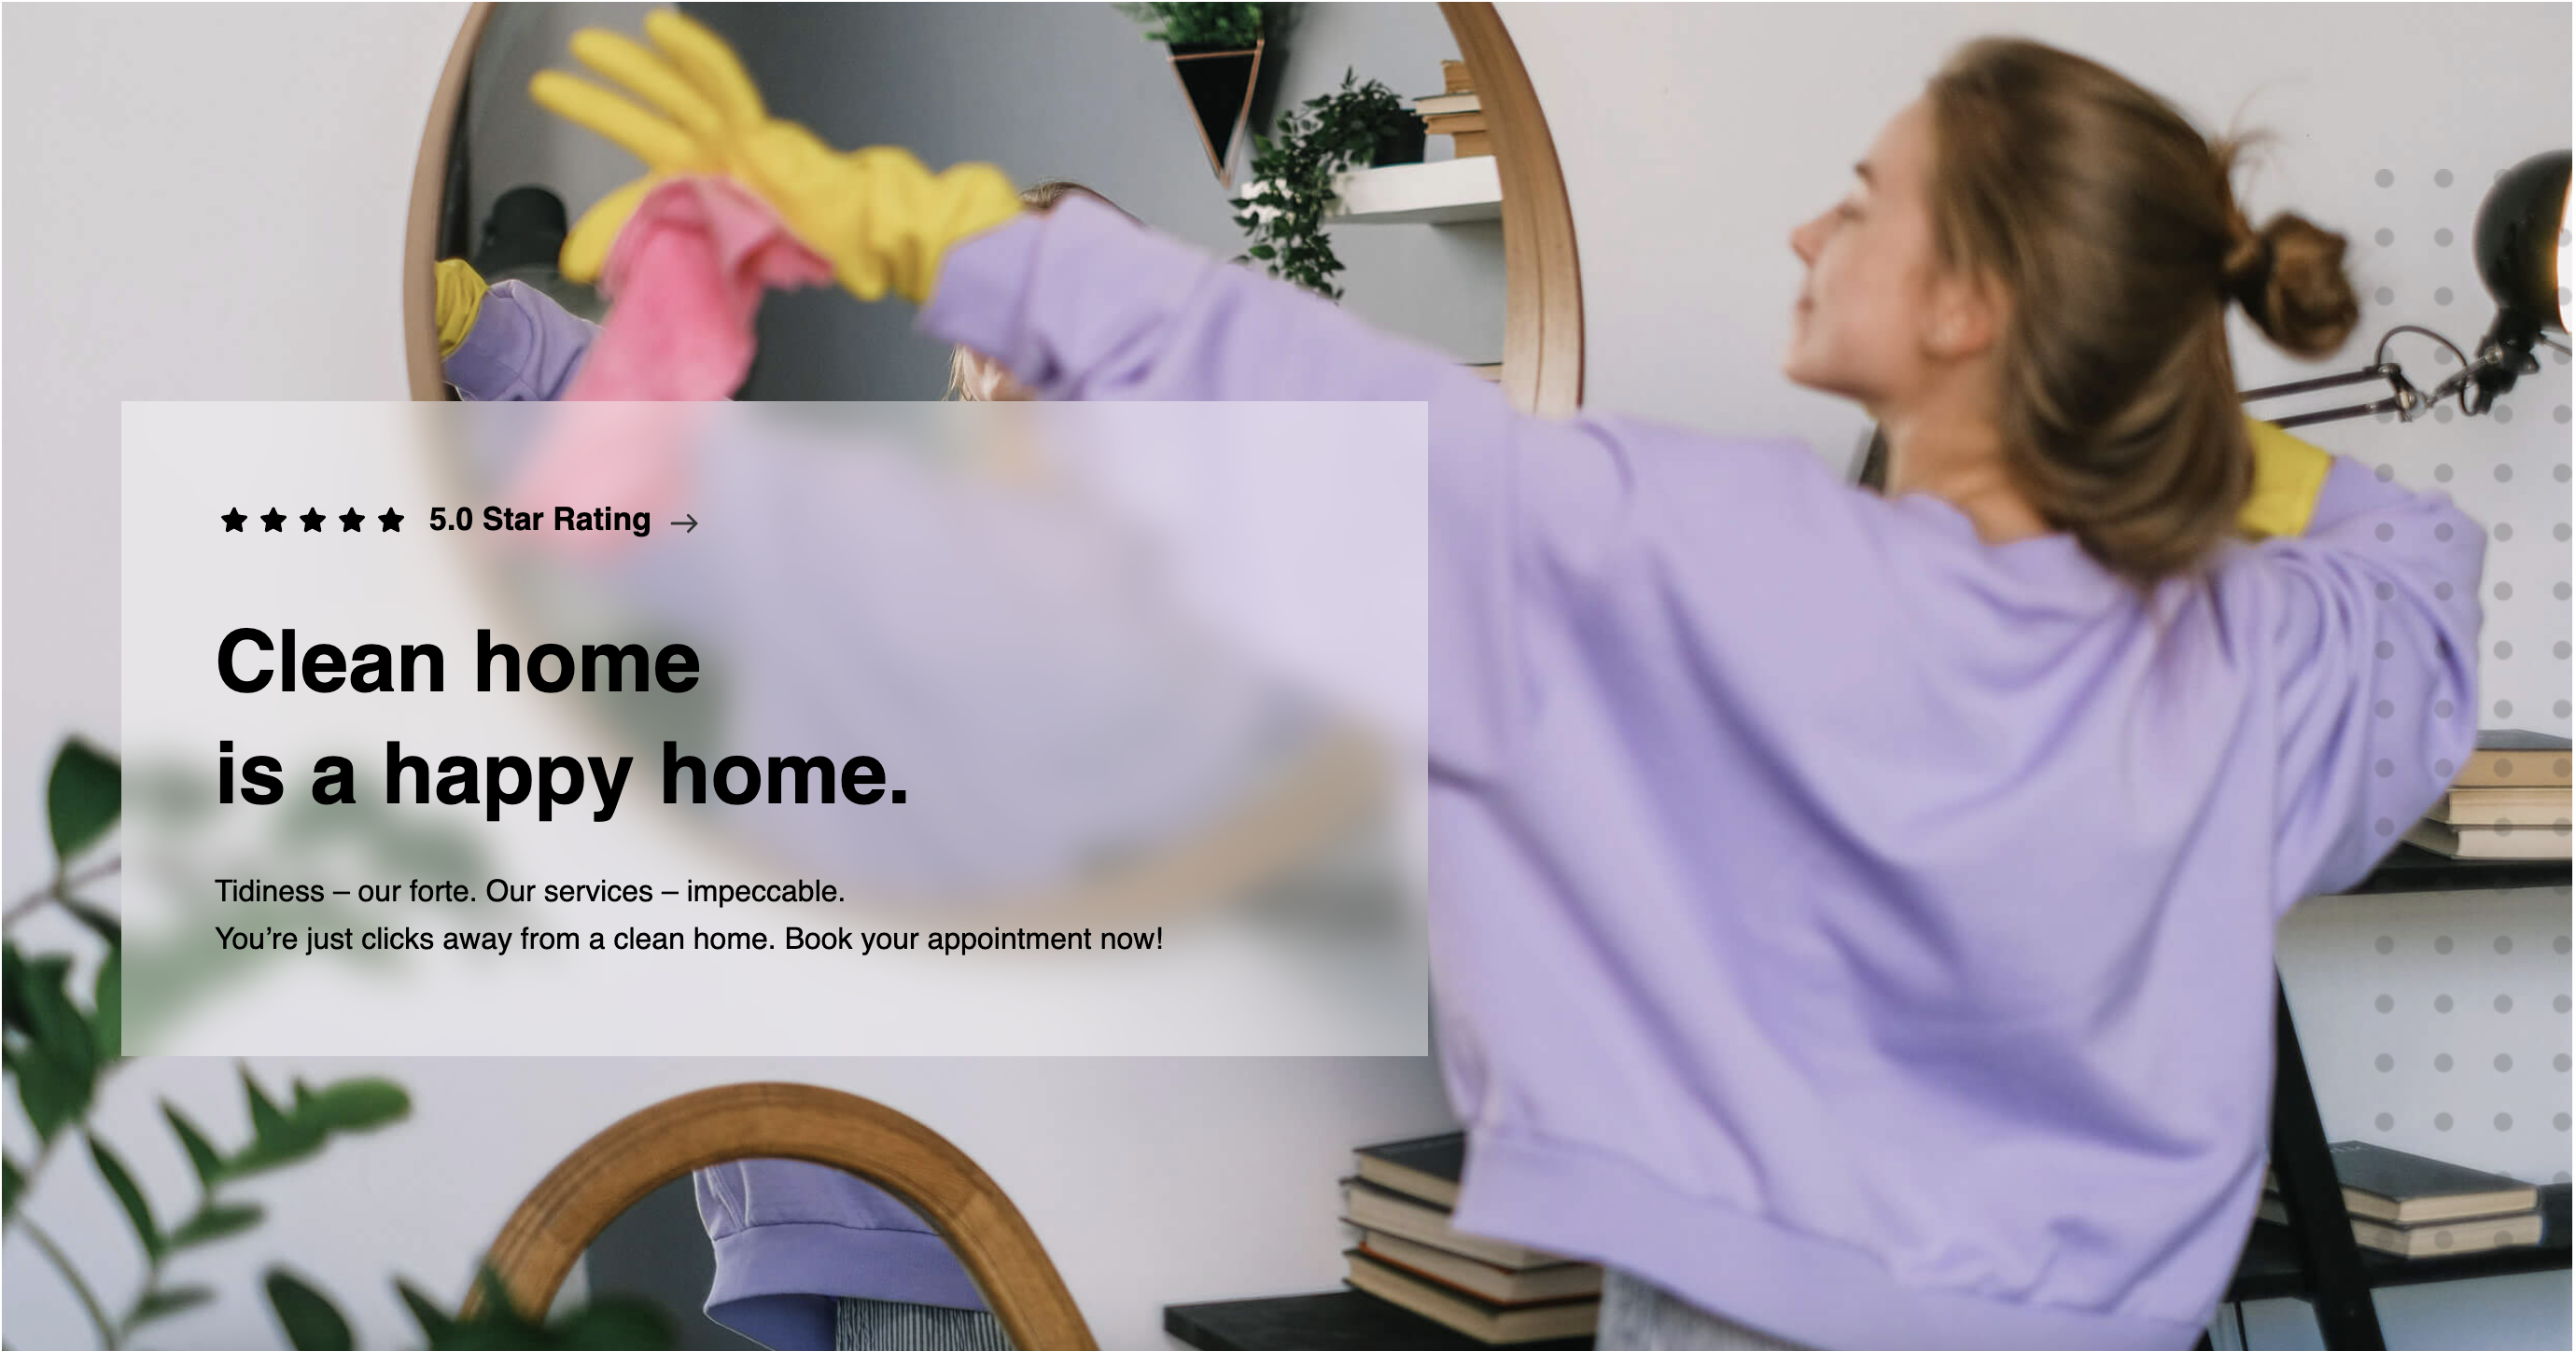 5.0 Star Rating →
Clean home
is a happy home.
Tidiness – our forte. Our services – impeccable.
You’re just clicks away from a clean home. Book your appointment now!